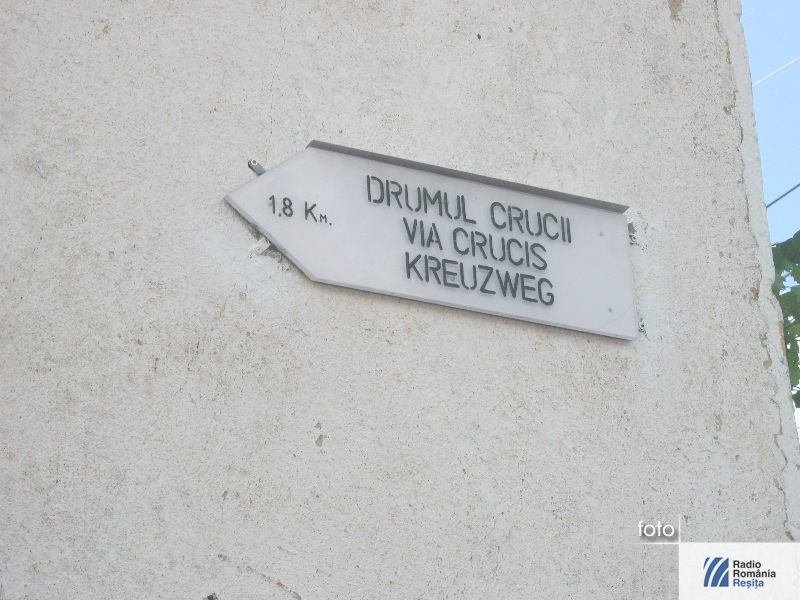 1.8 Km.
DRUMUL CRUCII
VIA CRUCIS
KREUZWEG
foto
Radio
România
Reșița